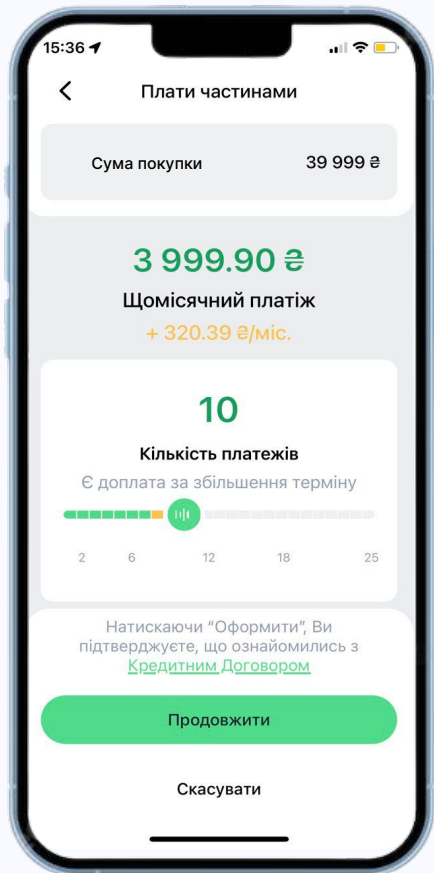 15:36
Плати частинами
Сума покупки 39 999 ₴
3 999.90 ₴
Щомісячний платіж
+ 320.39 ₴/міс.
10
Кількість платежів
Є доплата за збільшення терміну
2 6 12 18 25
Натискаючи “Оформити”, Ви
підтверджуєте, що ознайомились з
Кредитним Договором
Продовжити
Скасувати